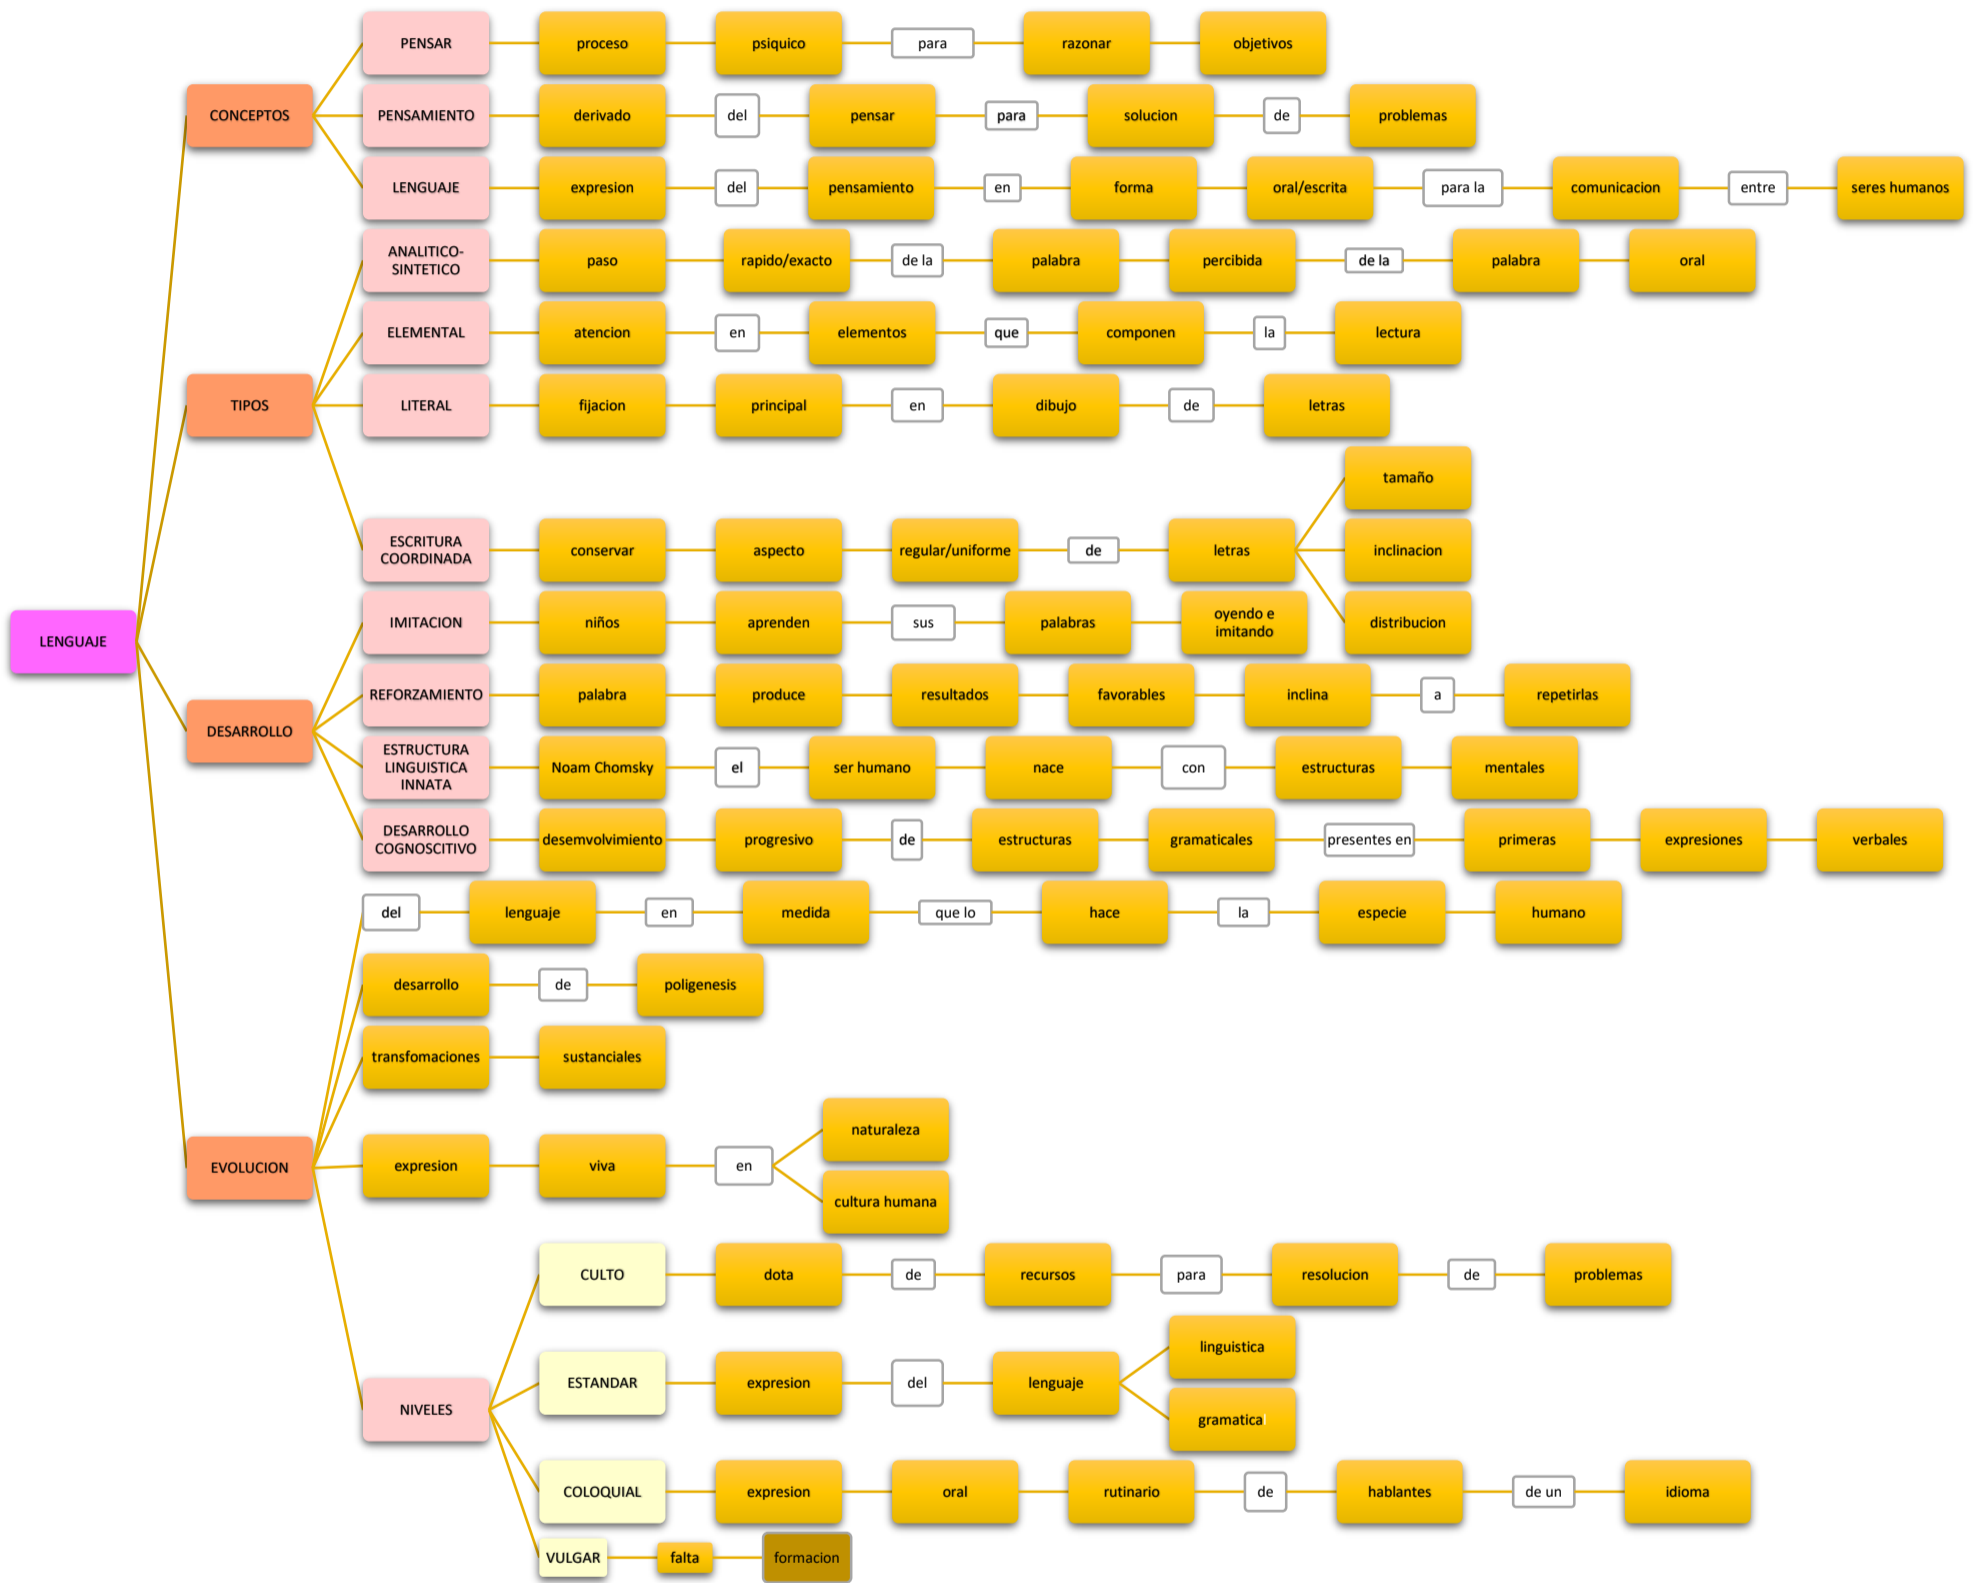 PENSAR proceso psiquico para razonar objetivos
CONCEPTOS PENSAMIENTO derivado del pensar para solucion de problemas
LENGUAJE expresion del pensamiento en forma oral/escrita para la comunicacion entre seres humanos
ANALITICO-
SINTETICO paso rapido/exacto de la palabra percibida de la palabra oral
ELEMENTAL atencion en elementos que componen la lectura
TIPOS LITERAL fijacion principal en dibujo de letras
tamaño
ESCRITURA
COORDINADA conservar aspecto regular/uniforme de letras inclinacion
distribucion
LENGUAJE
IMITACION niños aprenden sus palabras oyendo e
imitando
REFORZAMIENTO palabra produce resultados favorables inclina a repetirlas
DESARROLLO
ESTRUCTURA
LINGUISTICA
INNATA Noam Chomsky el ser humano nace con estructuras mentales
DESARROLLO
COGNOSCITIVO desemvolvimiento progresivo de estructuras gramaticales presentes en primeras expresiones verbales
del lenguaje en medida que lo hace la especie humano
desarrollo de poligenesis
transfomaciones sustanciales
EVOLUCION expresion viva en naturaleza
cultura humana
CULTO dota de recursos para resolucion de problemas
NIVELES
ESTANDAR expresion del lenguaje linguistica
gramatica
COLOQUIAL expresion oral rutinario de hablantes de un idioma
VULGAR falta formacion